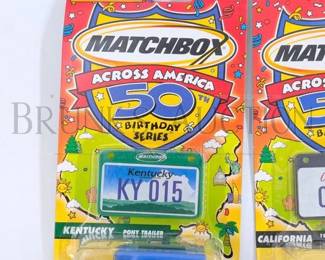 MATCHBOX
ACROSS AMERICA
50TH
BIRTHDAY
SERIES
Matchbox
Kentucky
KY 015
KENTUCKY PONY TRAILER
MATCH
ACROSS
CALIFORNIA